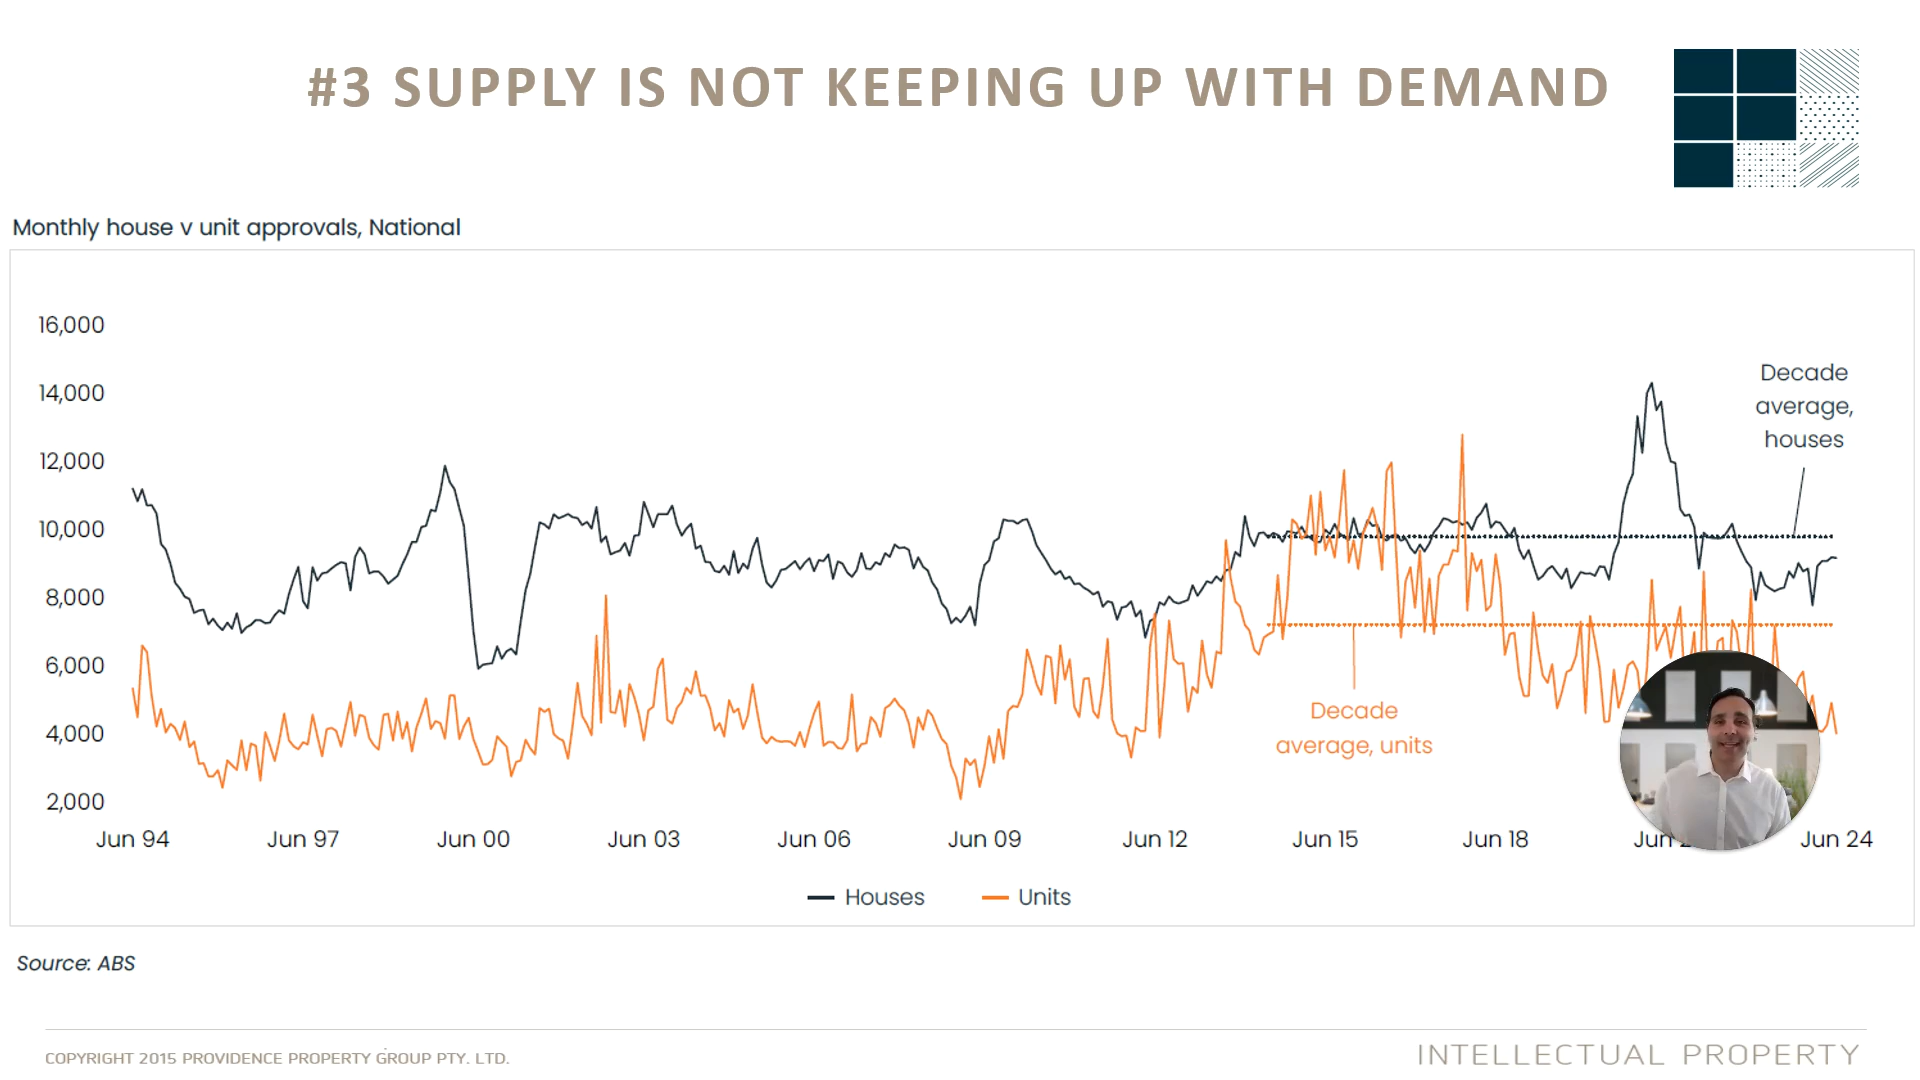 #3 SUPPLY IS NOT KEEPING UP WITH DEMAND
Monthly house v unit approvals, National
16,000
14,000
12,000
10,000
8,000
6,000
4,000
2,000
Decade
average,
houses
Decade
average, units
Jun 94 Jun 97 Jun 00 Jun 03 Jun 06 Jun 09 Jun 12 Jun 15 Jun 18 Jun Jun 24
Houses Units
Source: ABS
COPYRIGHT 2015 PROVIDENCE PROPERTY GROUP PTY. LTD.
INTELLECTUAL PROPERTY